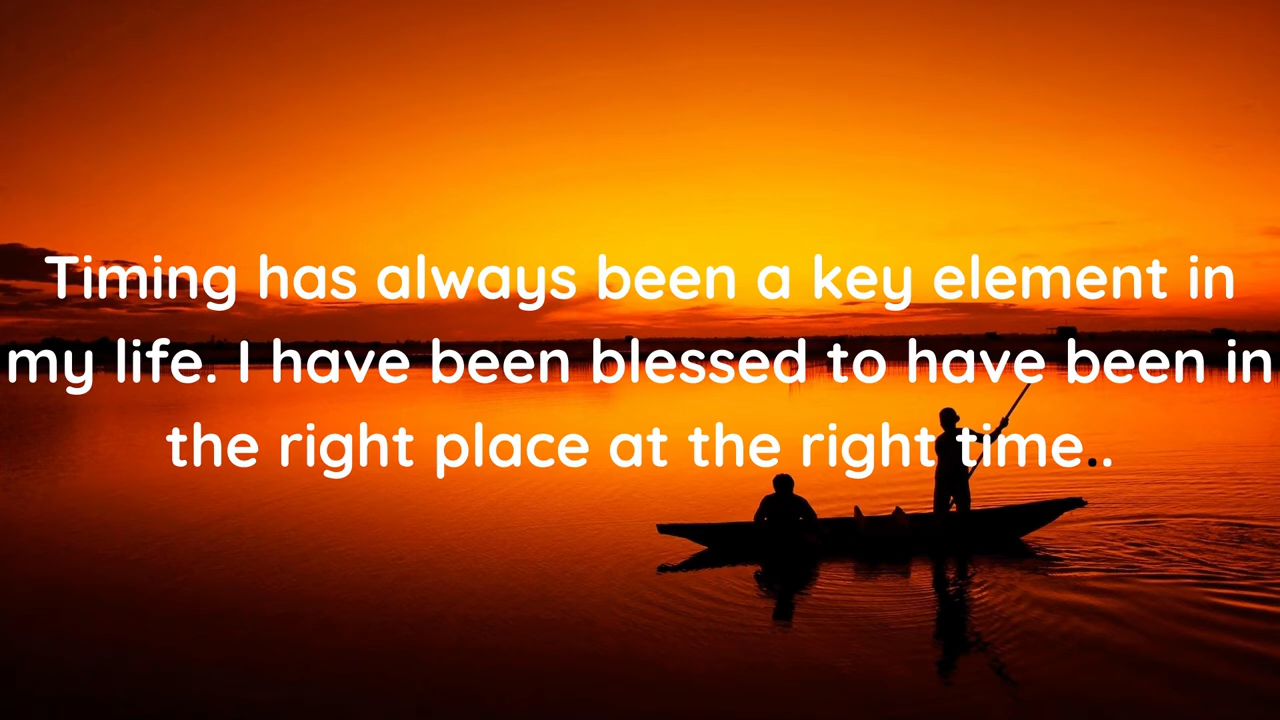 Timing has always been a key element in
my life. I have been blessed to have been in
the right place at the right time..